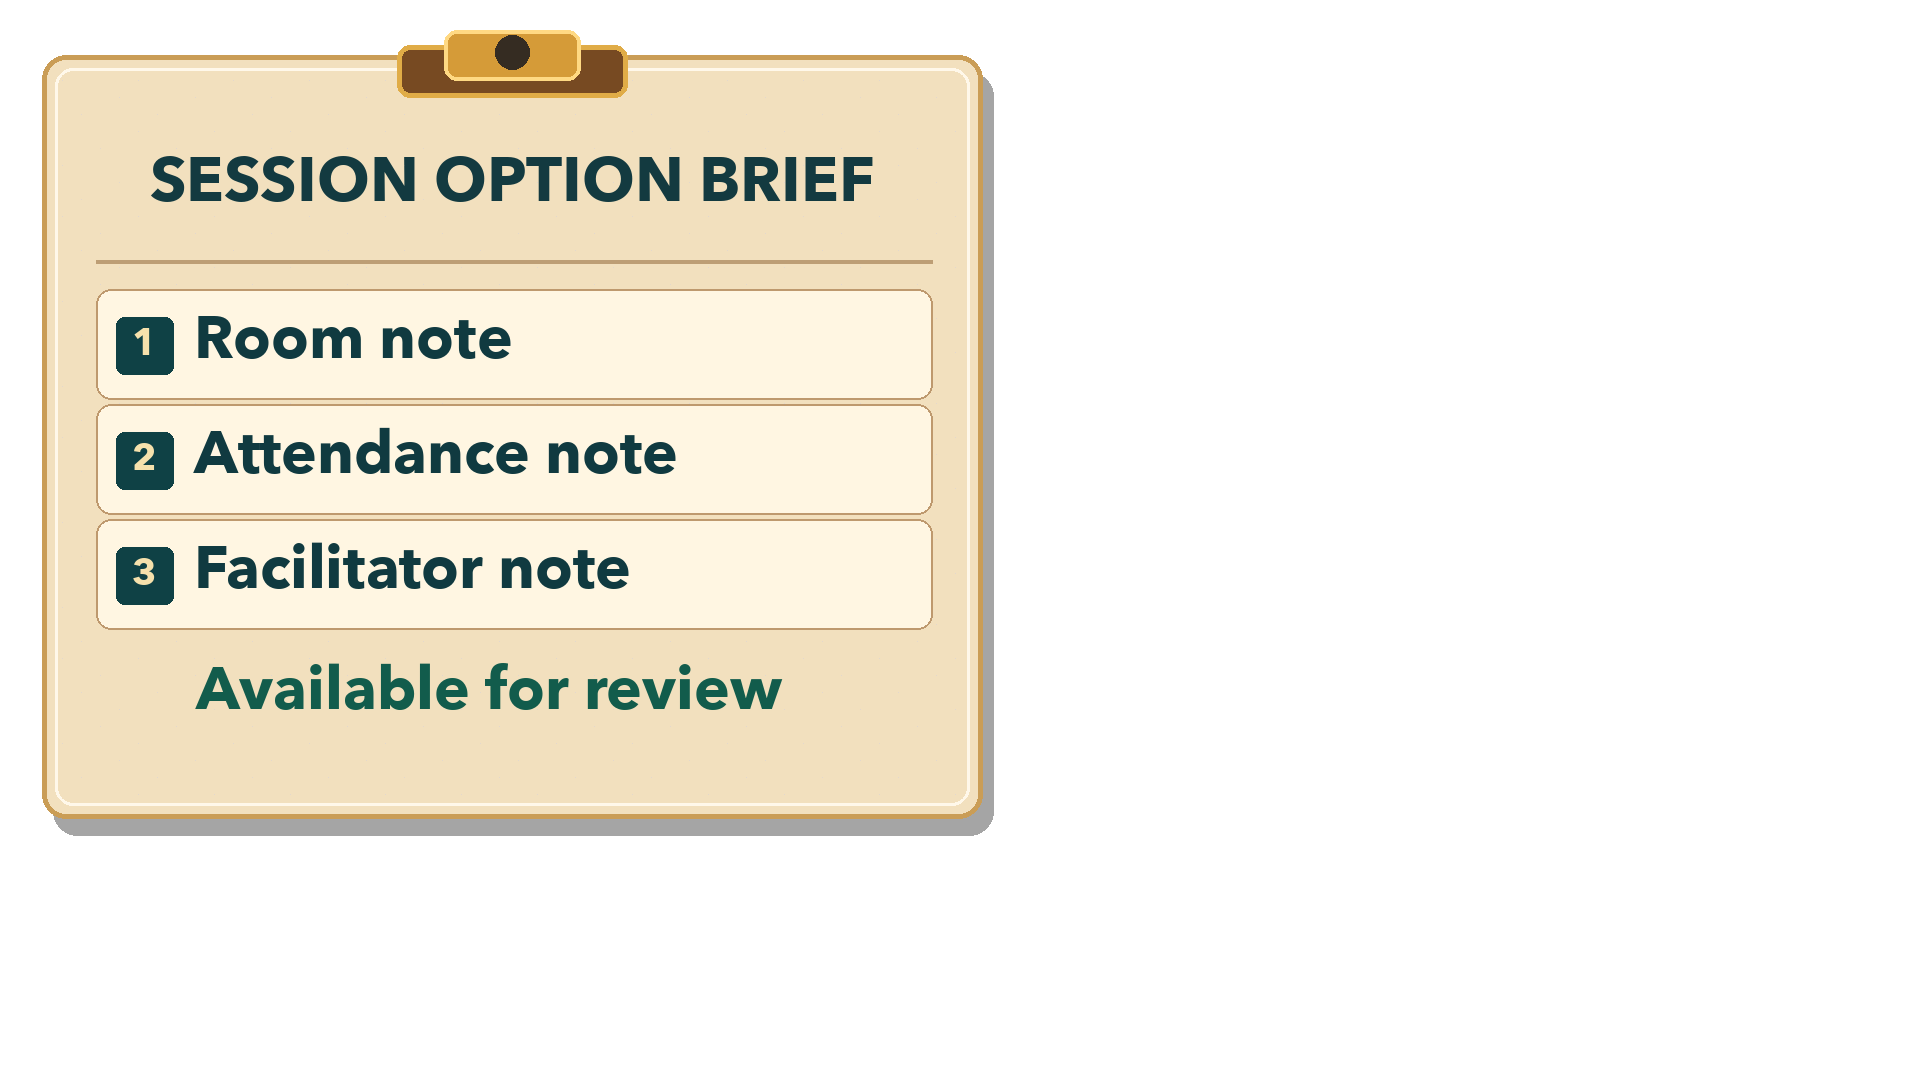 SESSION OPTION BRIEF
1 Room note
2 Attendance note
3 Facilitator note
Available for review